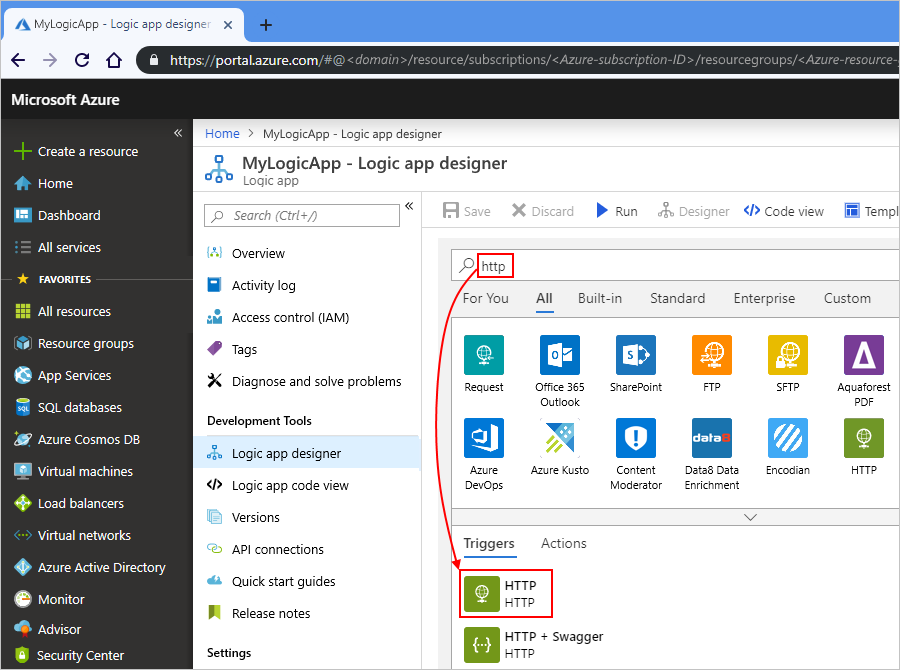 MyLogicApp - Logic app designer
https://portal.azure.com/#@<domain>/resource/subscriptions/<Azure-subscription-ID>/resourcegroups/<Azure-resource-
Microsoft Azure
Create a resource
Home
Dashboard
All services
FAVORITES
All resources
Resource groups
App Services
SQL databases
Azure Cosmos DB
Virtual machines
Load balancers
Virtual networks
Azure Active Directory
Monitor
Advisor
Security Center
Home > MyLogicApp - Logic app designer
MyLogicApp - Logic app designer
Logic app
Search (Ctrl+/)
Overview
Activity log
Access control (IAM)
Tags
Diagnose and solve problems
Development Tools
Logic app designer
Logic app code view
Versions
API connections
Quick start guides
Release notes
Settings
Save Discard Run Designer Code view Templ
http
For You All Built-in Standard Enterprise Custom
Request
Office 365
Outlook
SharePoint
FTP
SFTP
Aquaforest
PDF
Azure
DevOps
Azure Kusto
Content
Moderator
data8
Data8 Data
Enrichment
Encodian
HTTP
Triggers Actions
HTTP
HTTP
HTTP + Swagger
HTTP